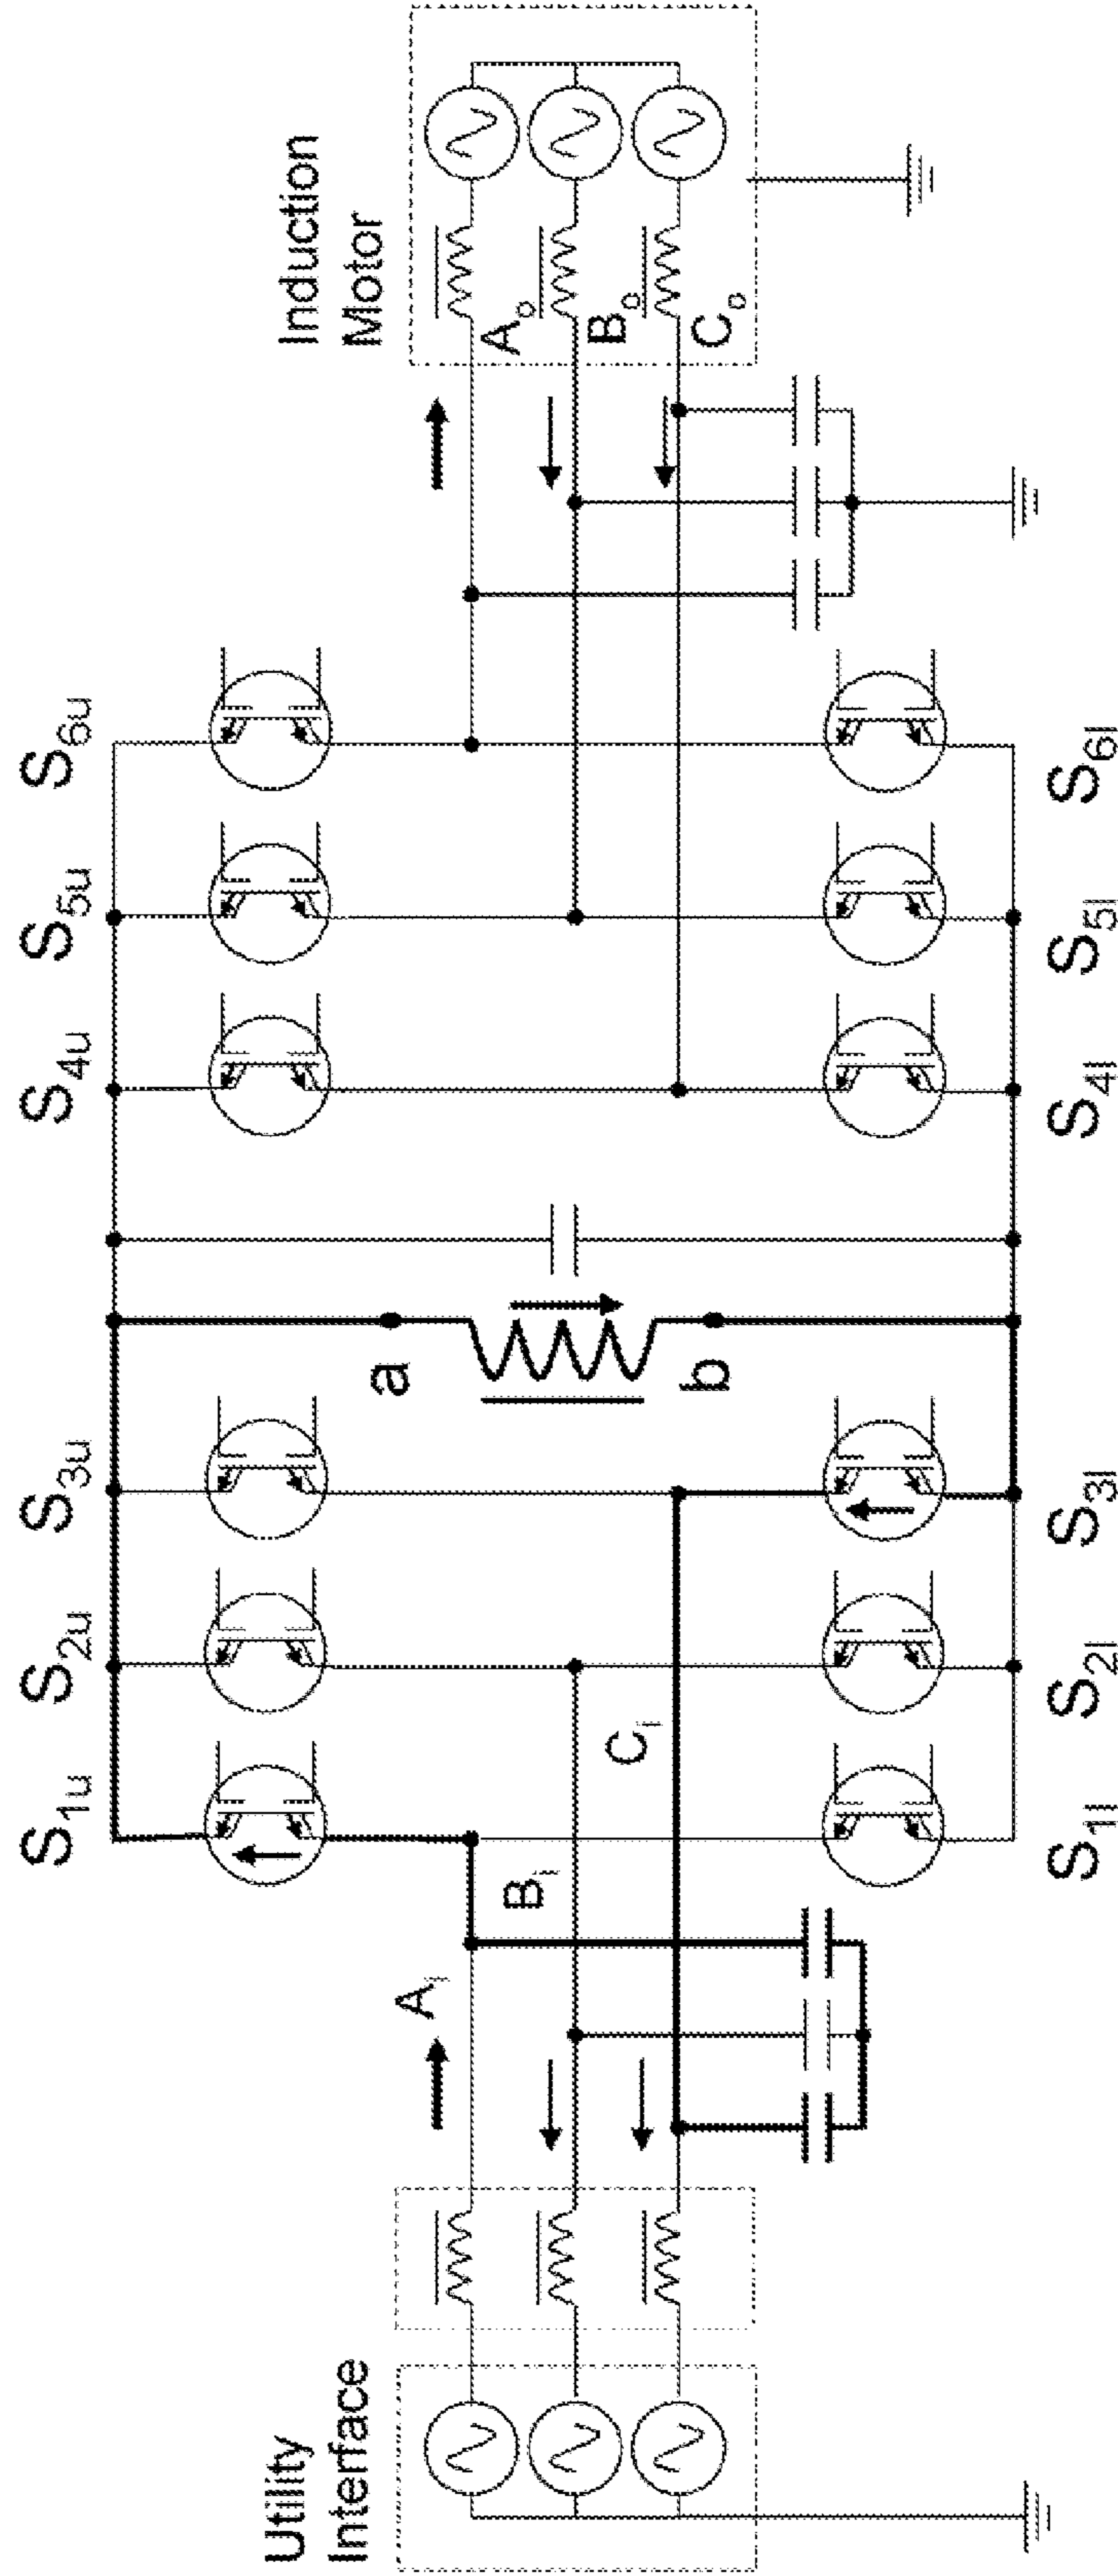 S1u
S2u
S3u
S4u
S5u
S6u
Utility
Interface
Induction
Motor
Ai
Bi
Ci
a
b
Ao
Bo
Co
S1l
S2l
S3l
S4l
S5l
S6l